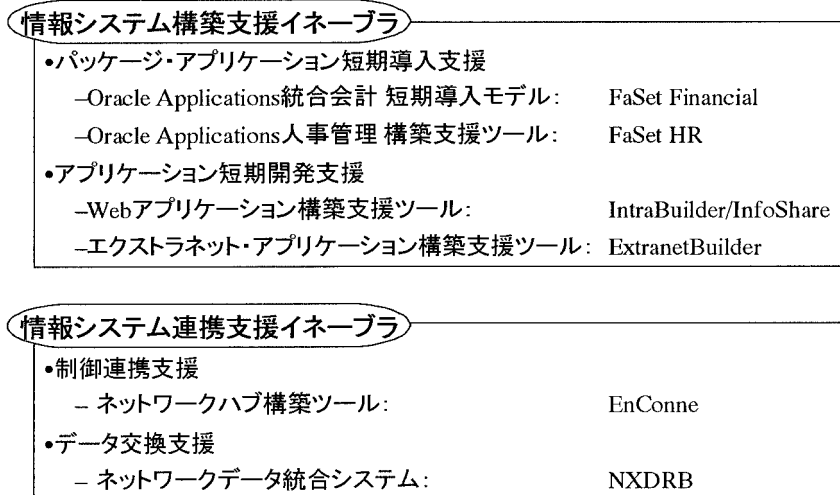 情報システム構築支援イネーブラ
•パッケージ・アプリケーション短期導入支援
–Oracle Applications統合会計 短期導入モデル: FaSet Financial
–Oracle Applications人事管理 構築支援ツール: FaSet HR
•アプリケーション短期開発支援
–Webアプリケーション構築支援ツール: IntraBuilder/InfoShare
–エクストラネット・アプリケーション構築支援ツール: ExtranetBuilder
情報システム連携支援イネーブラ
•制御連携支援
– ネットワークハブ構築ツール: EnConne
•データ交換支援
– ネットワークデータ統合システム: NXDRB